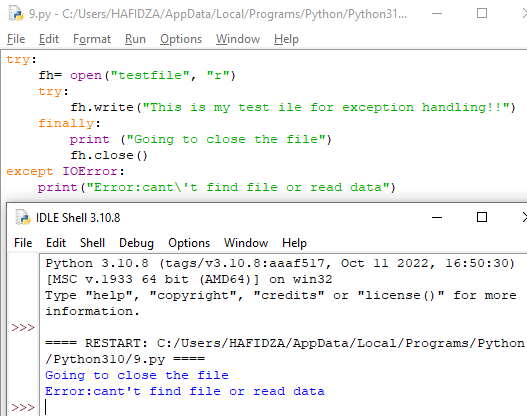 9.py - C:/Users/HAFIDZA/AppData/Local/Programs/Python/Python31...
File Edit Format Run Options Window Help
try:
    fh= open("testfile", "r")
    try:
        fh.write("This is my test ile for exception handling!!")
    finally:
        print ("Going to close the file")
        fh.close()
except IOError:
    print("Error:cant\'t find file or read data")
IDLE Shell 3.10.8
File Edit Shell Debug Options Window Help
Python 3.10.8 (tags/v3.10.8:aaaf517, Oct 11 2022, 16:50:30)
[MSC v.1933 64 bit (AMD64)] on win32
Type "help", "copyright", "credits" or "license()" for more
information.
>>>
==== RESTART: C:/Users/HAFIDZA/AppData/Local/Programs/Python
/Python310/9.py ====
Going to close the file
Error:cant't find file or read data
>>>